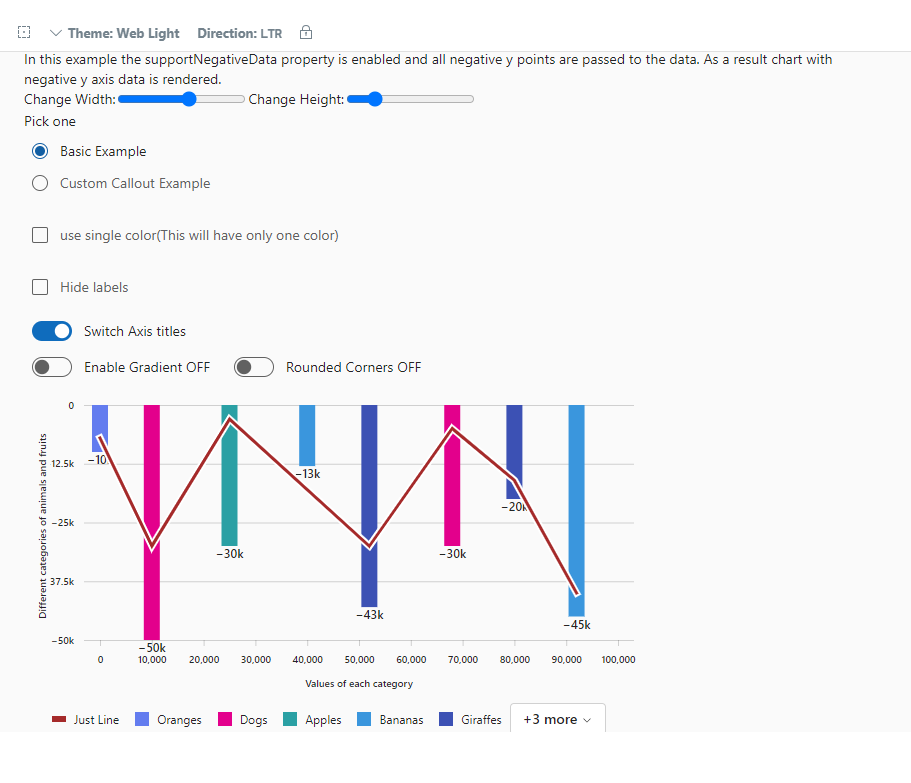 Theme: Web Light Direction: LTR
In this example the supportNegativeData property is enabled and all negative y points are passed to the data. As a result chart with
negative y axis data is rendered.
Change Width: Change Height:
Pick one
Basic Example
Custom Callout Example
use single color(This will have only one color)
Hide labels
Switch Axis titles
Enable Gradient OFF Rounded Corners OFF
Different categories of animals and fruits
0
12.5k
−25k
37.5k
−50k
−10
−50k
−30k
−13k
−43k
−30k
−20k
−45k
0 10,000 20,000 30,000 40,000 50,000 60,000 70,000 80,000 90,000 100,000
Values of each category
Just Line Oranges Dogs Apples Bananas Giraffes +3 more